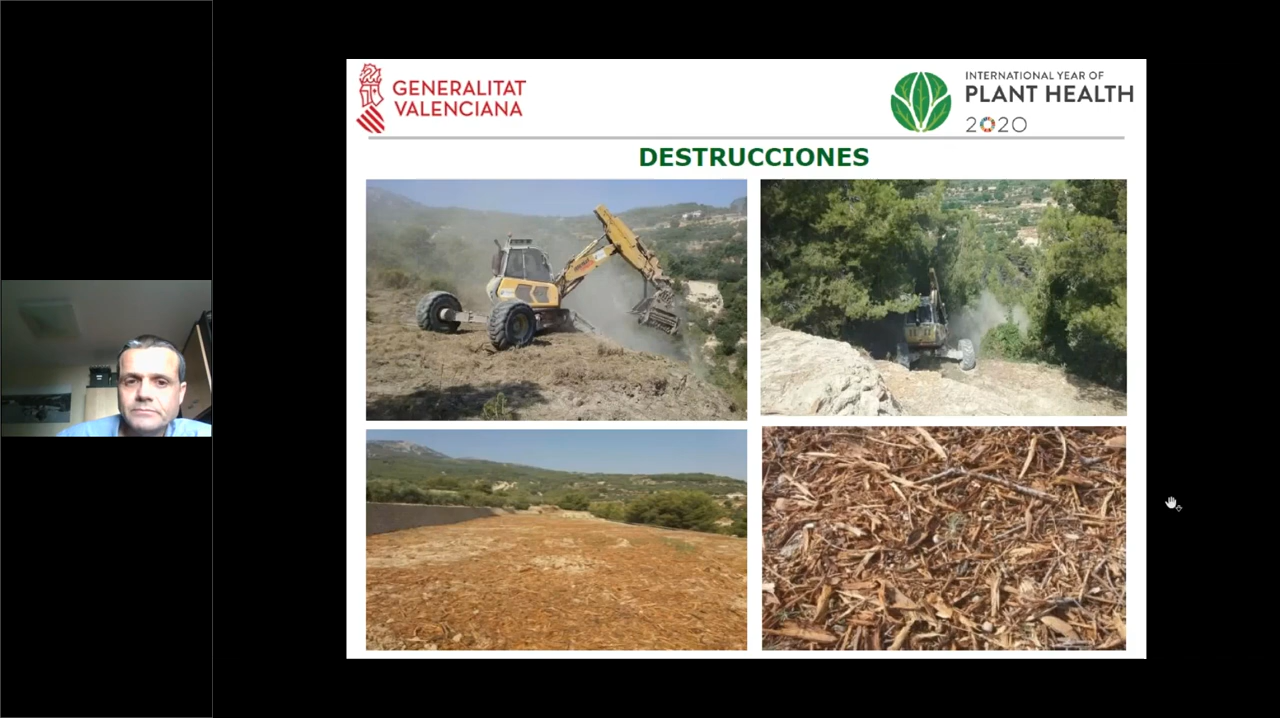 GENERALITAT
VALENCIANA
INTERNATIONAL YEAR OF
PLANT HEALTH
2020
DESTRUCCIONES